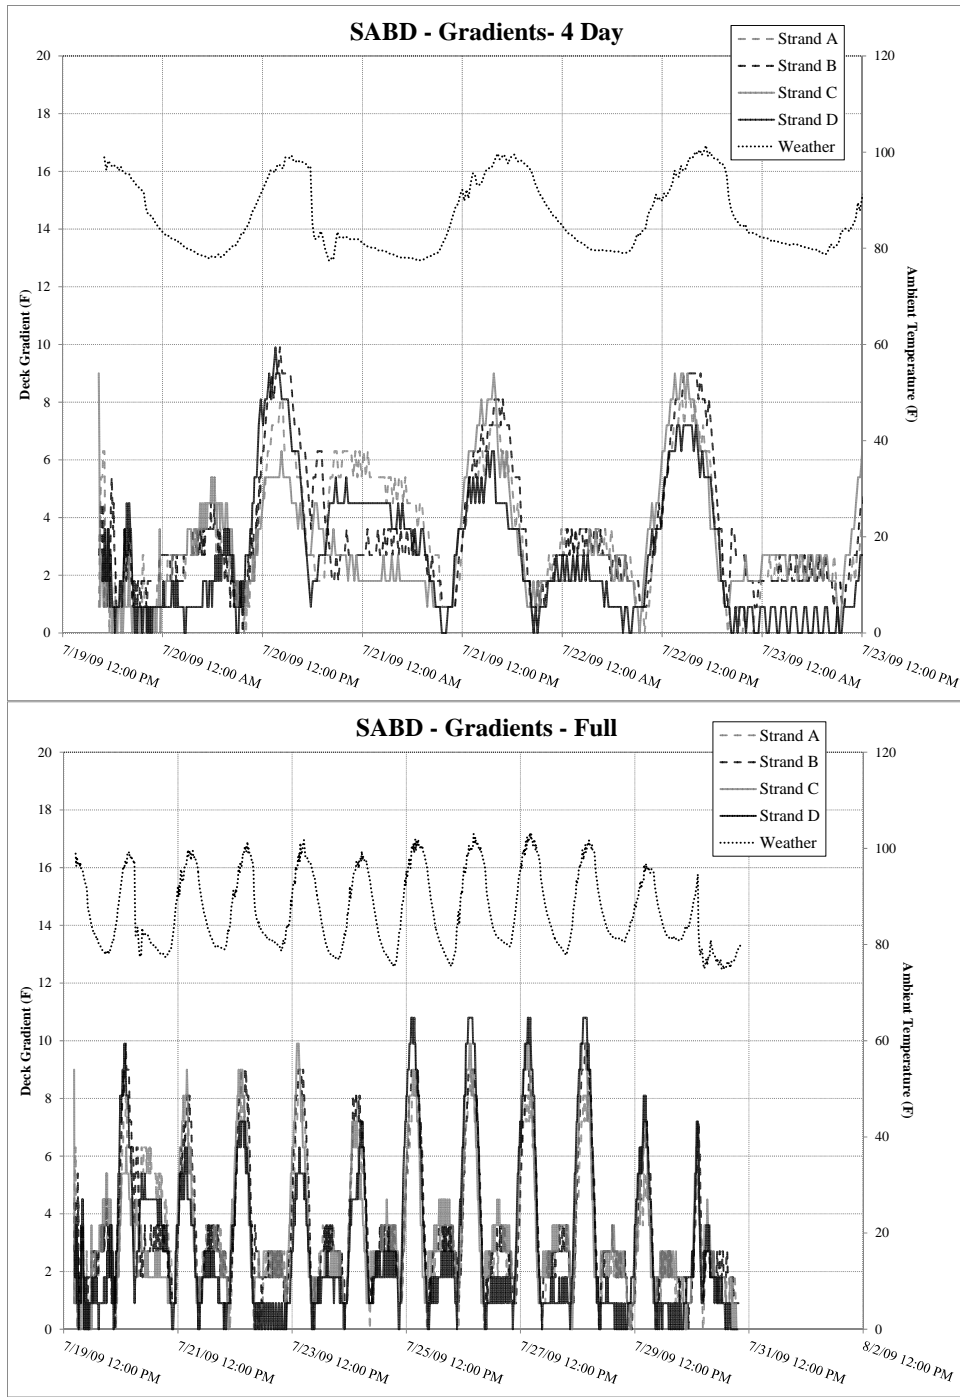 SABD - Gradients- 4 Day
Strand A
Strand B
Strand C
Strand D
Weather
20
18
16
14
12
10
8
6
4
2
0
120
100
80
60
40
20
0
Deck Gradient (F)
Ambient Temperature (F)
7/19/09 12:00 PM
7/20/09 12:00 AM
7/20/09 12:00 PM
7/21/09 12:00 AM
7/21/09 12:00 PM
7/22/09 12:00 AM
7/22/09 12:00 PM
7/23/09 12:00 AM
7/23/09 12:00 PM
SABD - Gradients - Full
Strand A
Strand B
Strand C
Strand D
Weather
20
18
16
14
12
10
8
6
4
2
0
120
100
80
60
40
20
0
Deck Gradient (F)
Ambient Temperature (F)
7/19/09 12:00 PM
7/21/09 12:00 PM
7/23/09 12:00 PM
7/25/09 12:00 PM
7/27/09 12:00 PM
7/29/09 12:00 PM
7/31/09 12:00 PM
8/2/09 12:00 PM